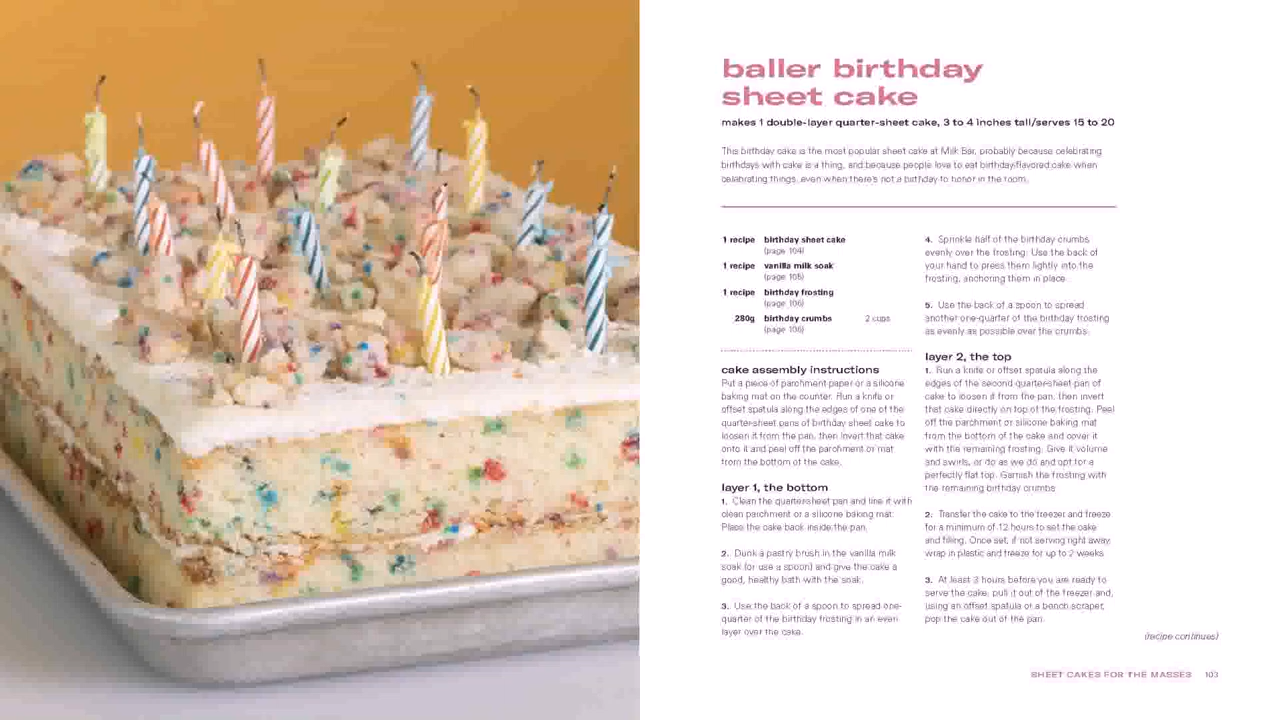 baller birthday
sheet cake
makes 1 double-layer quarter-sheet cake, 3 to 4 inches tall/serves 15 to 20
This birthday cake is the most popular sheet cake at Milk Bar, probably because celebrating
birthdays with cake is a thing, and because people love to eat birthday-flavored cake when
celebrating things, even when there's not a birthday to honor in the room.
1 recipe birthday sheet cake
(page 104)
1 recipe vanilla milk soak
(page 105)
1 recipe birthday frosting
(page 106)
280g birthday crumbs 2 cups
(page 106)
cake assembly instructions
Put a piece of parchment paper or a silicone
baking mat on the counter. Run a knife or
offset spatula along the edges of one of the
quarter-sheet pans of birthday sheet cake to
loosen it from the pan, then invert that cake
onto it and peel off the parchment or mat
from the bottom of the cake.
layer 1, the bottom
1. Clean the quarter-sheet pan and line it with
clean parchment or a silicone baking mat.
Place the cake back inside the pan.
2. Dunk a pastry brush in the vanilla milk
soak (or use a spoon) and give the cake a
good, healthy bath with the soak.
3. Use the back of a spoon to spread one-
quarter of the birthday frosting in an even
layer over the cake.
4. Sprinkle half of the birthday crumbs
evenly over the frosting. Use the back of
your hand to press them lightly into the
frosting, anchoring them in place.
5. Use the back of a spoon to spread
another one-quarter of the birthday frosting
as evenly as possible over the crumbs.
layer 2, the top
1. Run a knife or offset spatula along the
edges of the second quarter-sheet pan of
cake to loosen it from the pan, then invert
that cake directly on top of the frosting. Peel
off the parchment or silicone baking mat
from the bottom of the cake and cover it
with the remaining frosting. Give it volume
and swirls, or do as we do and opt for a
perfectly flat top. Garnish the frosting with
the remaining birthday crumbs.
2. Transfer the cake to the freezer and freeze
for a minimum of 12 hours to set the cake
and filling. Once set, if not serving right away,
wrap in plastic and freeze for up to 2 weeks.
3. At least 3 hours before you are ready to
serve the cake, pull it out of the freezer and,
using an offset spatula or a bench scraper,
pop the cake out of the pan.
(recipe continues)
SHEET CAKES FOR THE MASSES 103